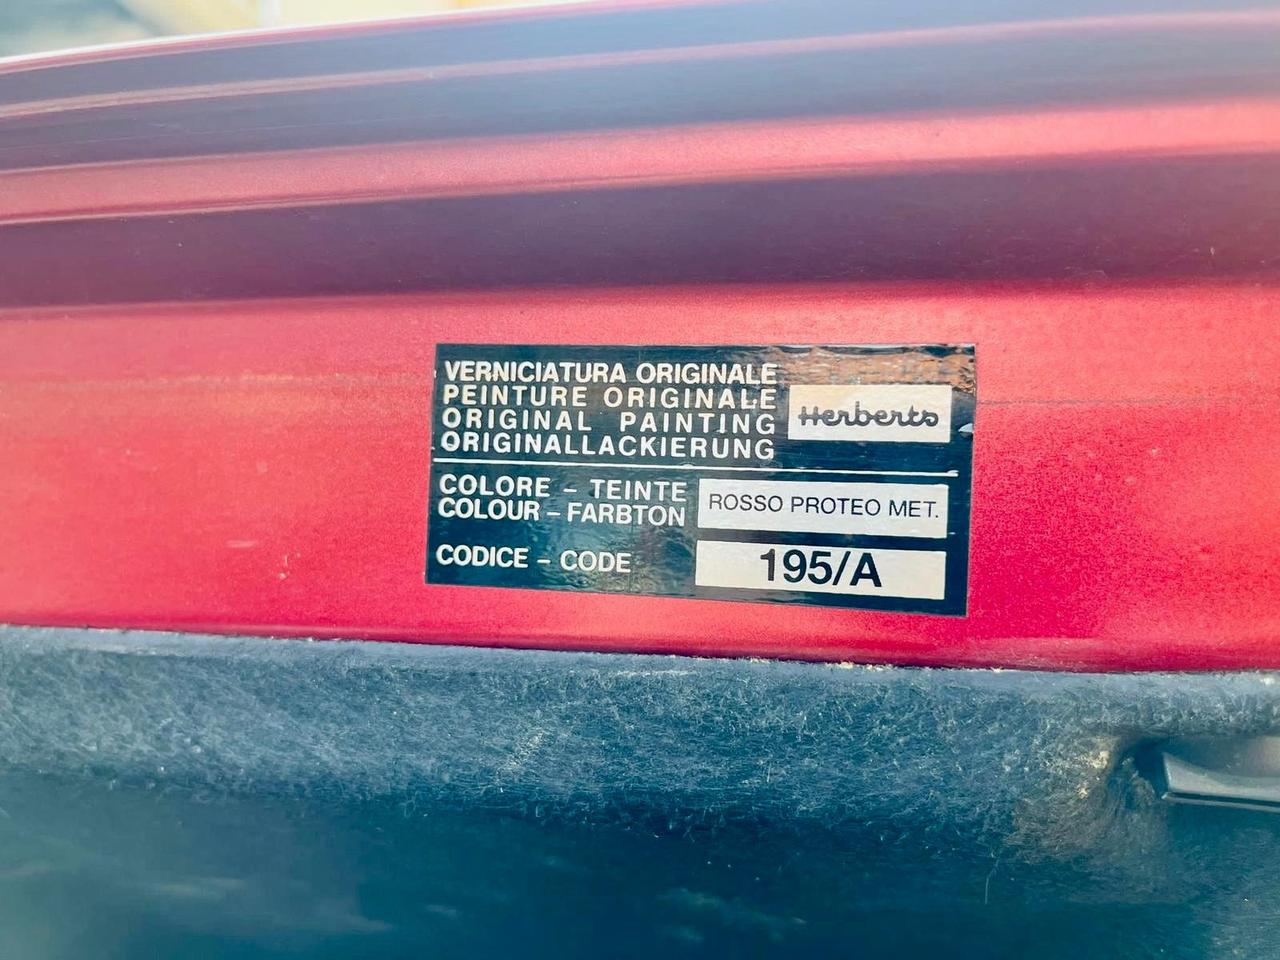 VERNICIATURA ORIGINALE
PEINTURE ORIGINALE
ORIGINAL PAINTING
ORIGINALLACKIERUNG
Herberts
COLORE – TEINTE
COLOUR – FARBTON
ROSSO PROTEO MET.
CODICE – CODE
195/A